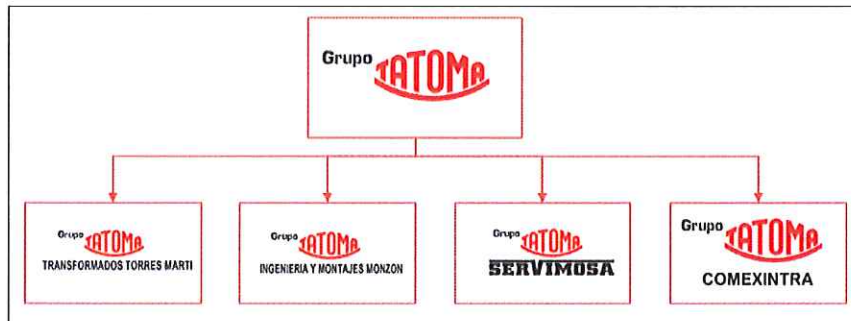 Grupo TATOMA
Grupo TATOMA
TRANSFORMADOS TORRES MARTI
Grupo TATOMA
INGENIERIA Y MONTAJES MONZON
Grupo TATOMA
SERVIMOSA
Grupo TATOMA
COMEXINTRA